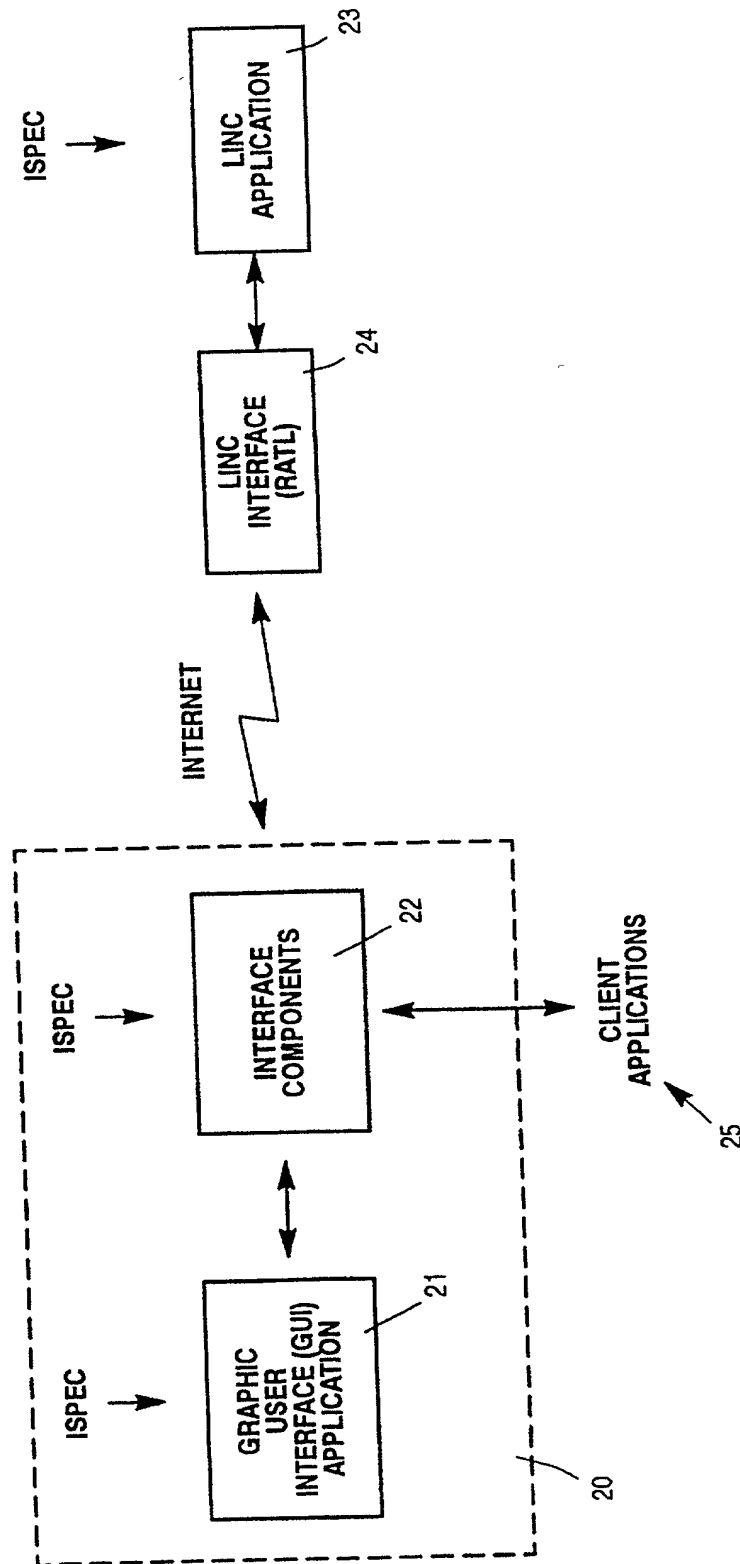 ISPEC
GRAPHIC
USER
INTERFACE (GUI)
APPLICATION
21
ISPEC
INTERFACE
COMPONENTS
22
20
CLIENT
APPLICATIONS
25
INTERNET
LINC
INTERFACE
(RATL)
24
ISPEC
LINC
APPLICATION
23